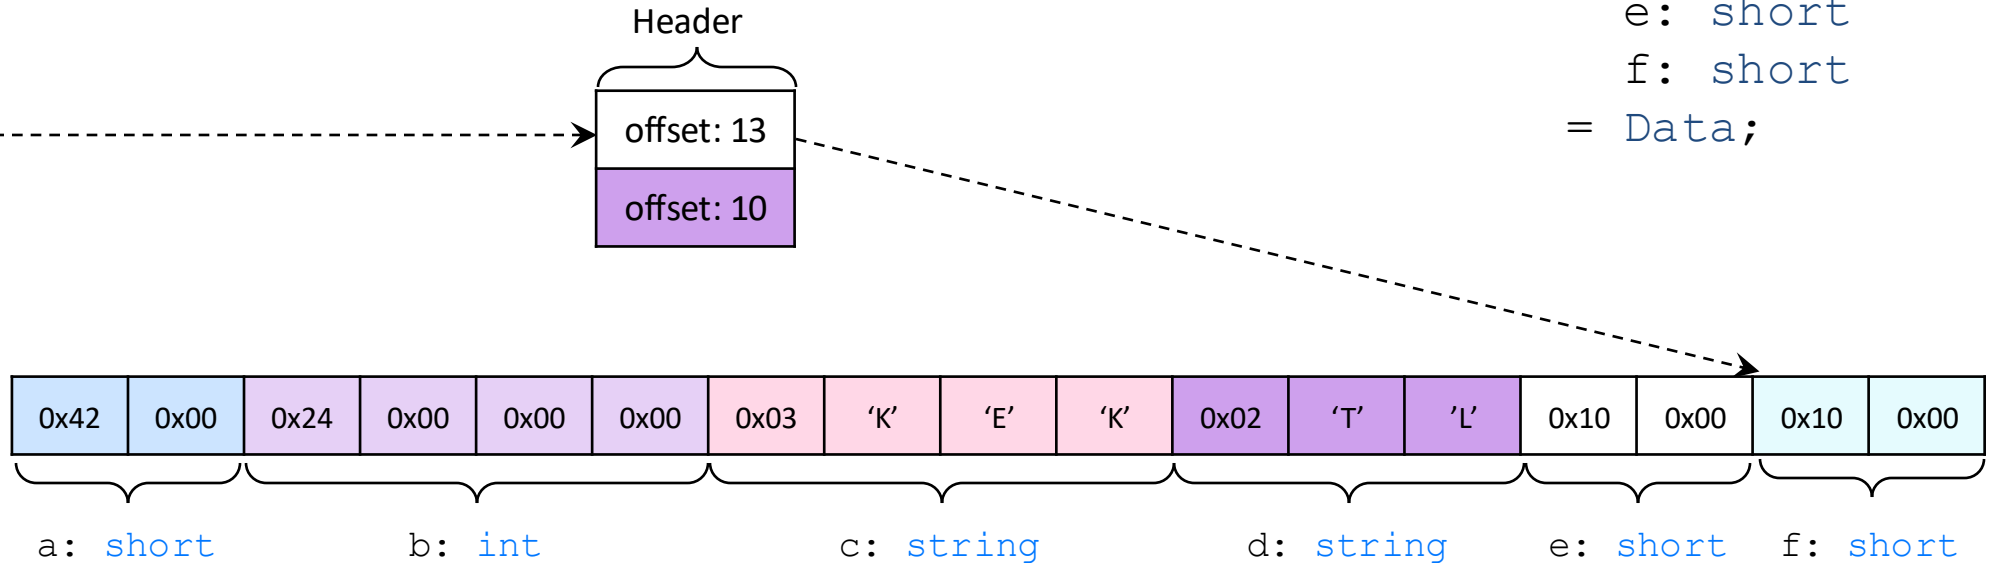 e: short
f: short
= Data;
Header
offset: 13
offset: 10
0x42 0x00 0x24 0x00 0x00 0x00 0x03 ‘K’ ‘E’ ‘K’ 0x02 ‘T’ ’L’ 0x10 0x00 0x10 0x00
a: short b: int c: string d: string e: short f: short